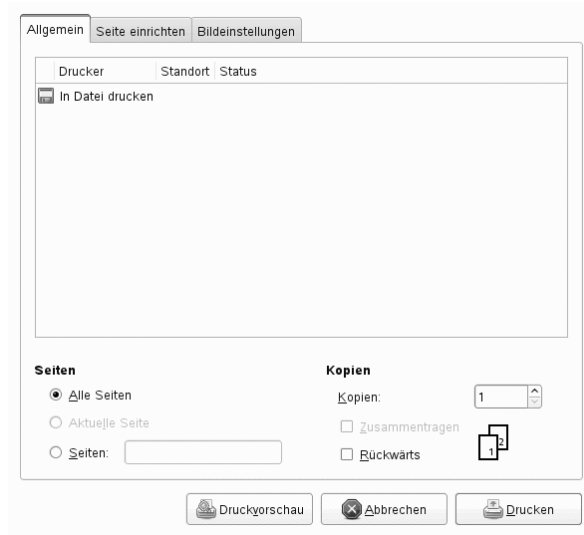 Allgemein Seite einrichten Bildeinstellungen
Drucker Standort Status
In Datei drucken
Seiten
Alle Seiten
Aktuelle Seite
Seiten:
Kopien
Kopien: 1
Zusammentragen
Rückwärts
1 2
Druckvorschau Abbrechen Drucken